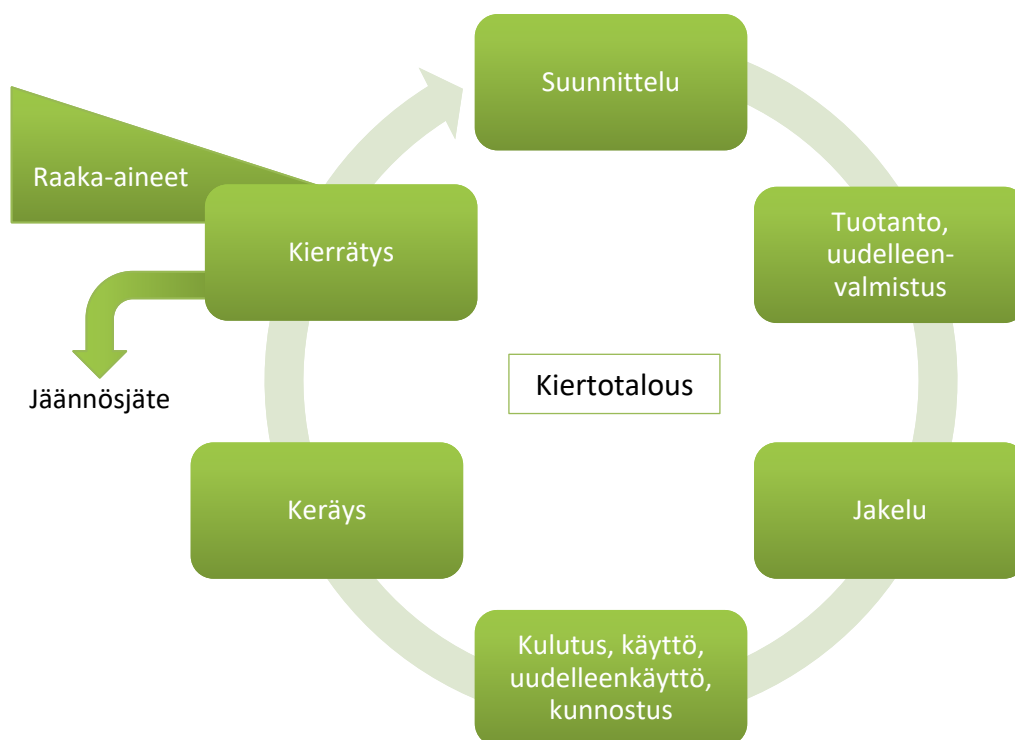 Suunnittelu
Raaka-aineet
Kierrätys
Tuotanto,
uudelleen-
valmistus
Kiertotalous
Jäännösjäte
Keräys
Jakelu
Kulutus, käyttö,
uudelleenkäyttö,
kunnostus